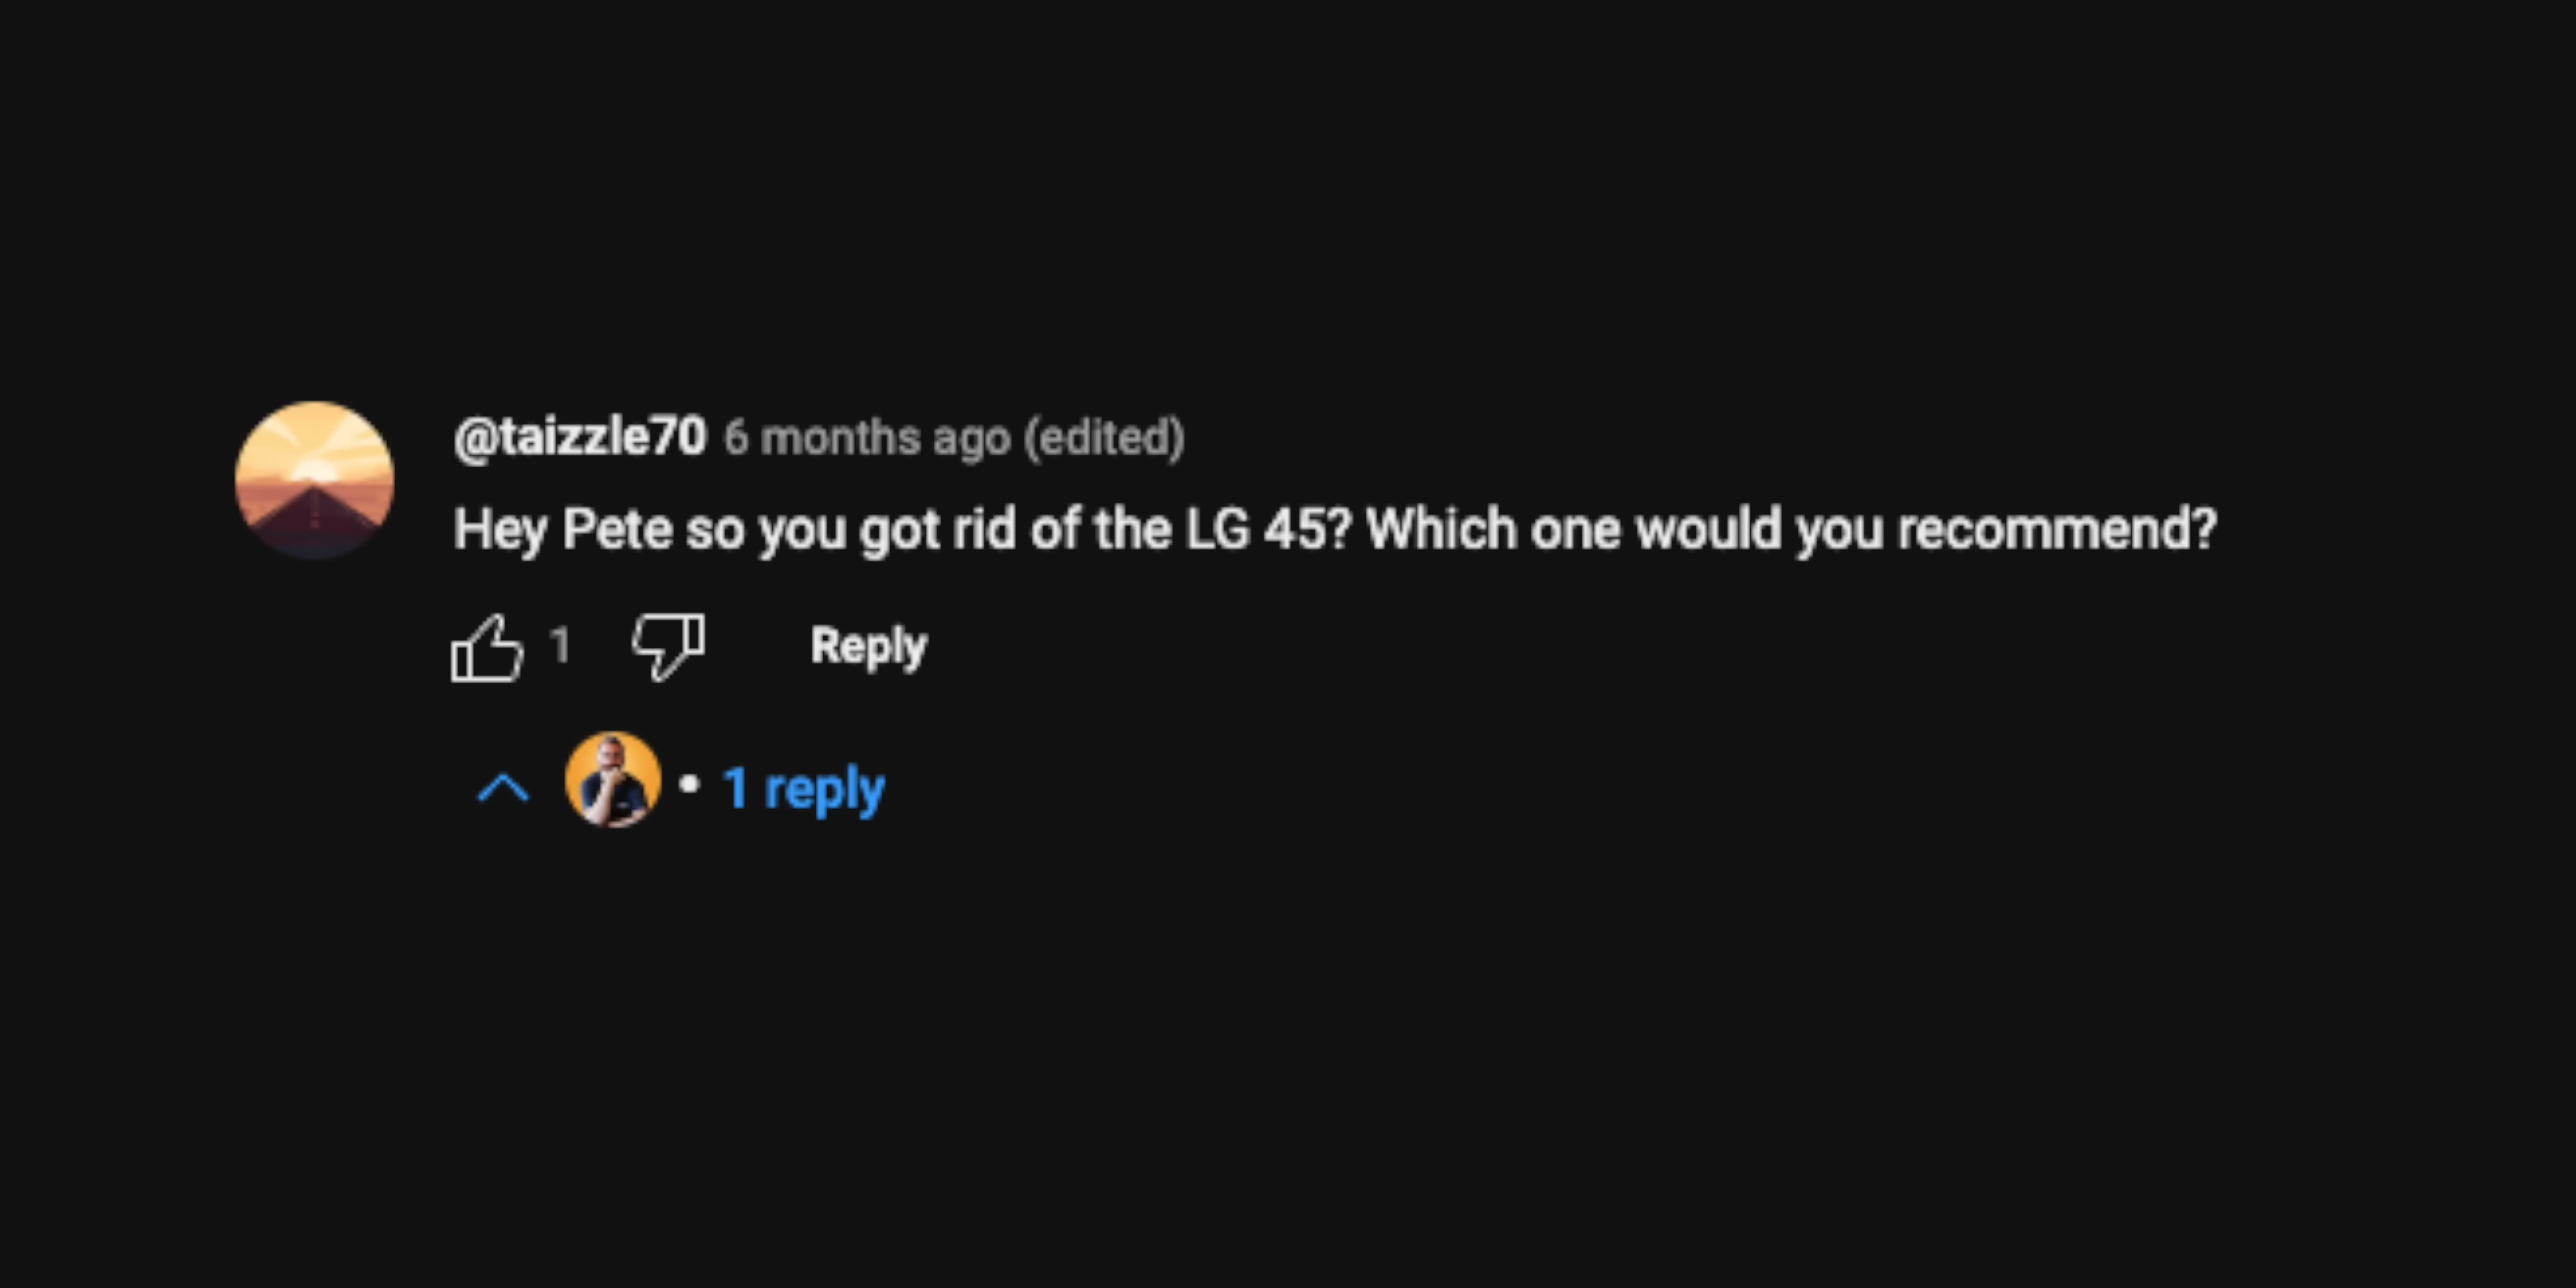 @taizzle70 6 months ago (edited)
Hey Pete so you got rid of the LG 45? Which one would you recommend?
1 Reply
• 1 reply